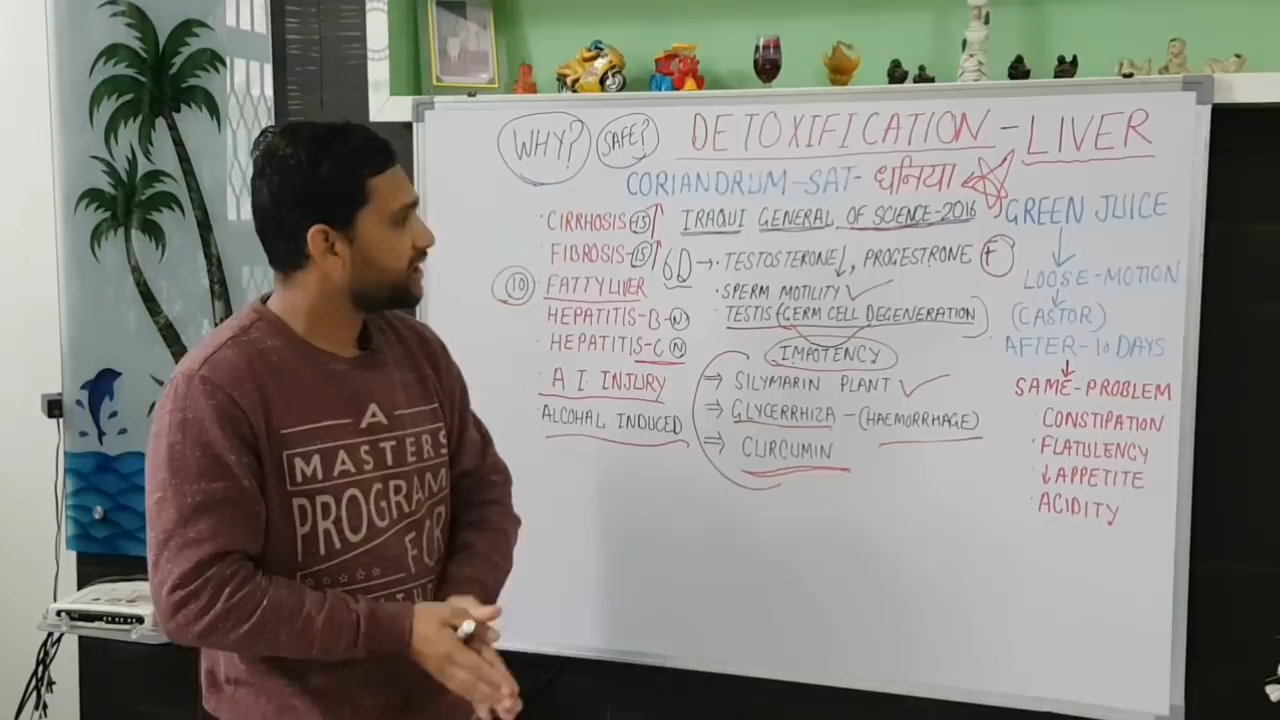 WHY? SAFE? DETOXIFICATION - LIVER
CORIANDRUM-SAT- धनिया
IRAQUI GENERAL OF SCIENCE-2016
CIRRHOSIS 15 ↑
FIBROSIS- 15 ↑
10 FATTY LIVER
HEPATITIS-B-N
HEPATITIS-C N
A.I. INJURY
ALCOHAL INDUCED
60 → TESTOSTERONE↓, PROGESTRONE F
SPERM MOTILITY ✓
TESTIS (GERM CELL DEGENERATION)
IMPOTENCY
⇒ SILYMARIN PLANT ✓
⇒ GLYCERRHIZA - (HAEMORRHAGE)
⇒ CURCUMIN
GREEN JUICE
↓
LOOSE-MOTION
↓
(CASTOR)
AFTER-10 DAYS
↓
SAME-PROBLEM
CONSTIPATION
FLATULENCY
↓APPETITE
ACIDITY
A
MASTERS
PROGRAM
FOR